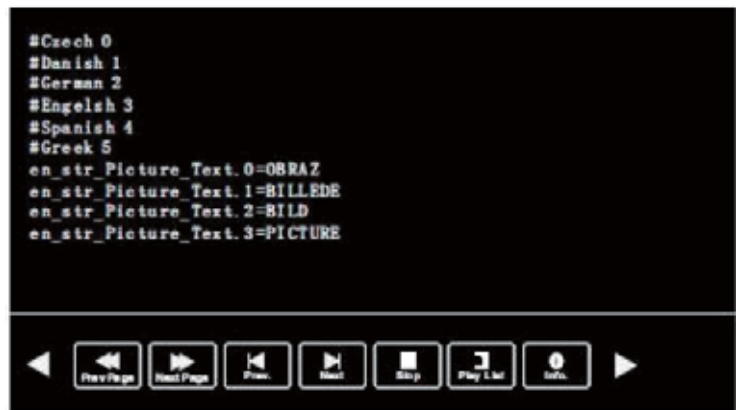 #Czech 0
#Danish 1
#German 2
#Engelsh 3
#Spanish 4
#Greek 5
en_str_Picture_Text.0=OBRAZ
en_str_Picture_Text.1=BILLEDE
en_str_Picture_Text.2=BILD
en_str_Picture_Text.3=PICTURE
Prev Page Next Page Prev. Next Stop Play List Info.